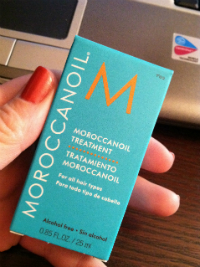 MOROCCANOIL®
M
MOROCCANOIL
TREATMENT
TRATAMIENTO
MOROCCANOIL
For all hair types
Para todo tipo de cabello
Alcohol free • Sin alcohol
0.85 FL.OZ. / 25 ml